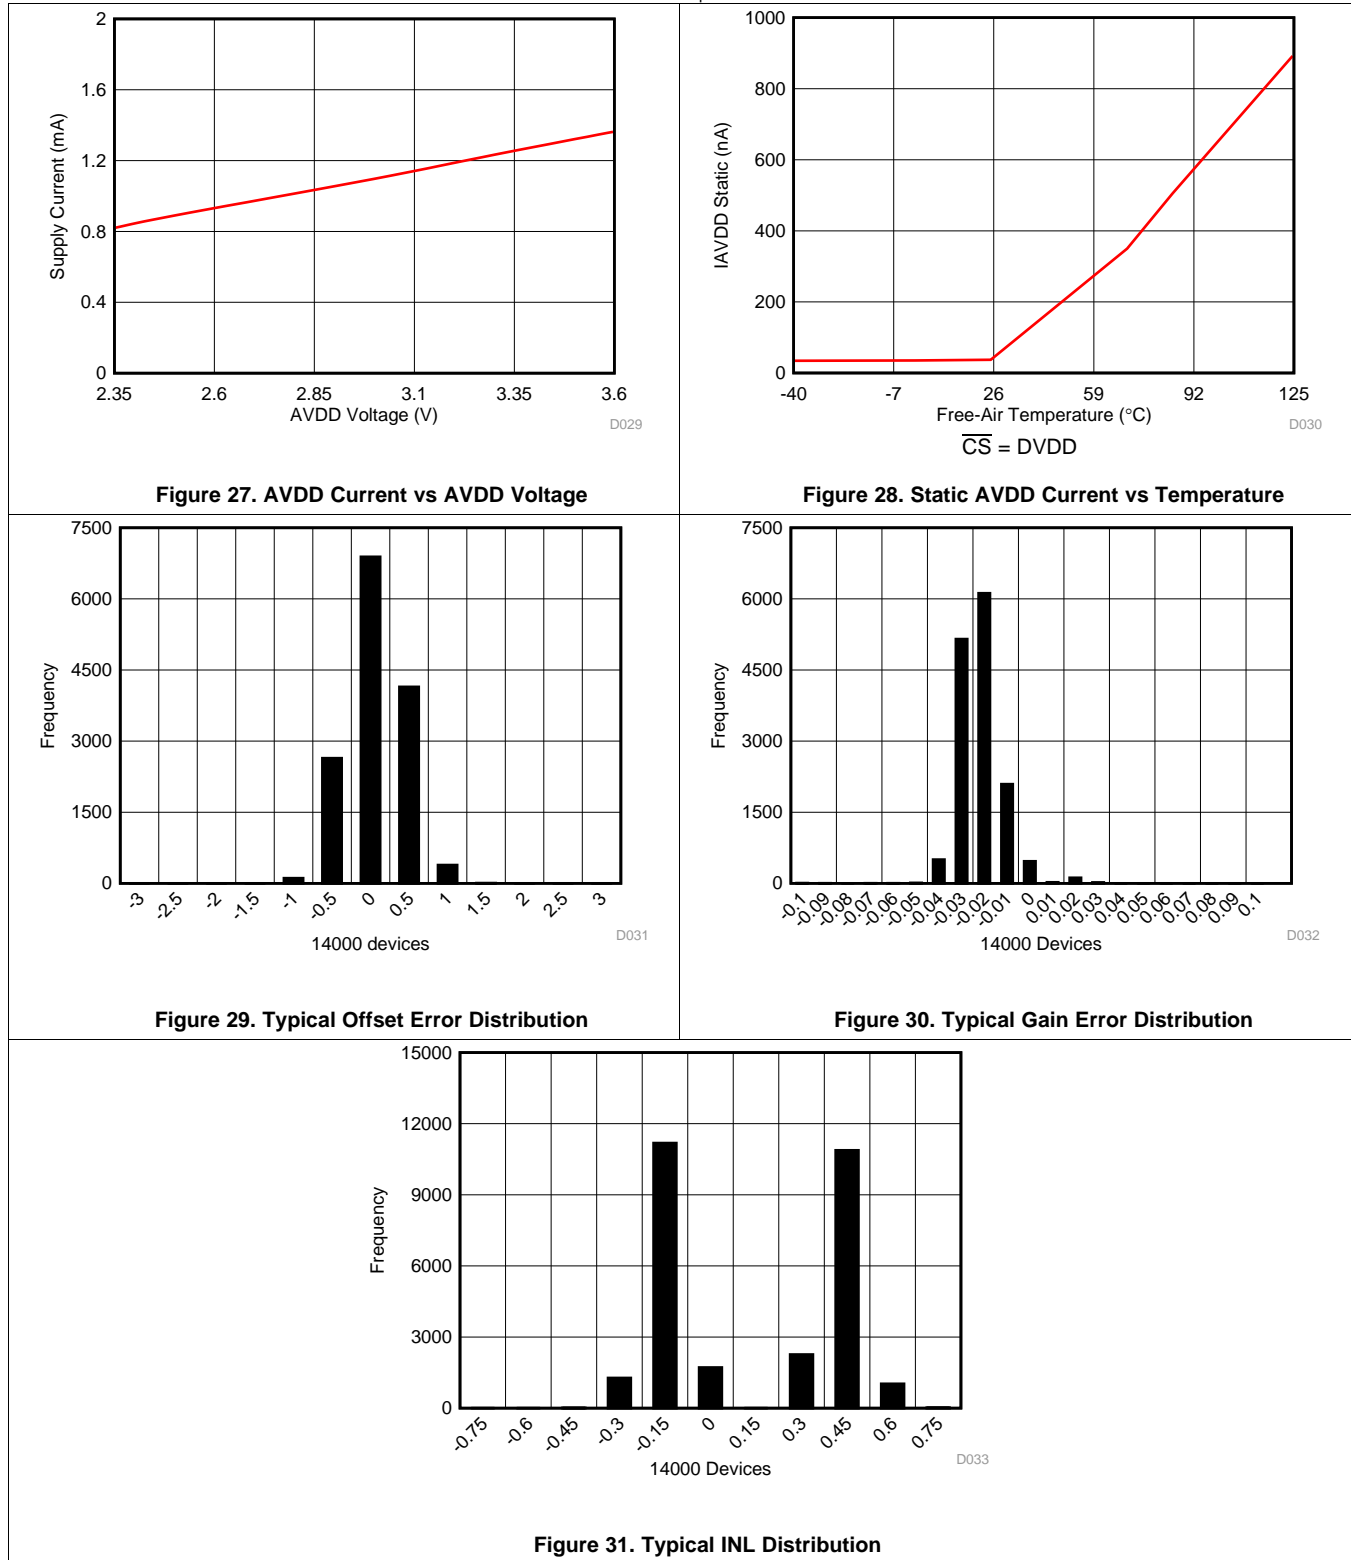 2
1.6
1.2
0.8
0.4
0
Supply Current (mA)
2.35 2.6 2.85 3.1 3.35 3.6
AVDD Voltage (V)
D029
Figure 27. AVDD Current vs AVDD Voltage
1000
800
600
400
200
0
IAVDD Static (nA)
-40 -7 26 59 92 125
Free-Air Temperature (°C)
D030
CS = DVDD
Figure 28. Static AVDD Current vs Temperature
7500
6000
4500
3000
1500
0
Frequency
-3 -2.5 -2 -1.5 -1 -0.5 0 0.5 1 1.5 2 2.5 3
D031
14000 devices
Figure 29. Typical Offset Error Distribution
7500
6000
4500
3000
1500
0
Frequency
-0.1 -0.09 -0.08 -0.07 -0.06 -0.05 -0.04 -0.03 -0.02 -0.01 0 0.01 0.02 0.03 0.04 0.05 0.06 0.07 0.08 0.09 0.1
D032
14000 Devices
Figure 30. Typical Gain Error Distribution
15000
12000
9000
6000
3000
0
Frequency
-0.75 -0.6 -0.45 -0.3 -0.15 0 0.15 0.3 0.45 0.6 0.75
D033
14000 Devices
Figure 31. Typical INL Distribution